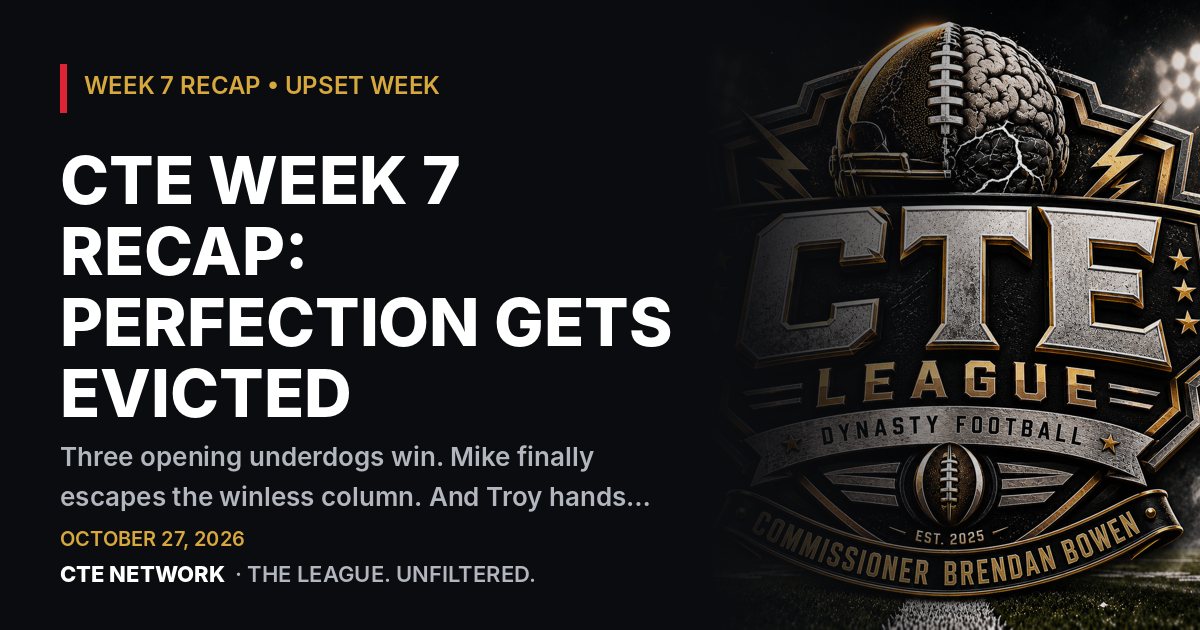 WEEK 7 RECAP • UPSET WEEK
CTE WEEK 7
RECAP:
PERFECTION GETS
EVICTED
Three opening underdogs win. Mike finally
escapes the winless column. And Troy hands...
OCTOBER 27, 2026
CTE NETWORK · THE LEAGUE. UNFILTERED.
CTE
LEAGUE
DYNASTY FOOTBALL
EST. 2025
COMMISSIONER BRENDAN BOWEN